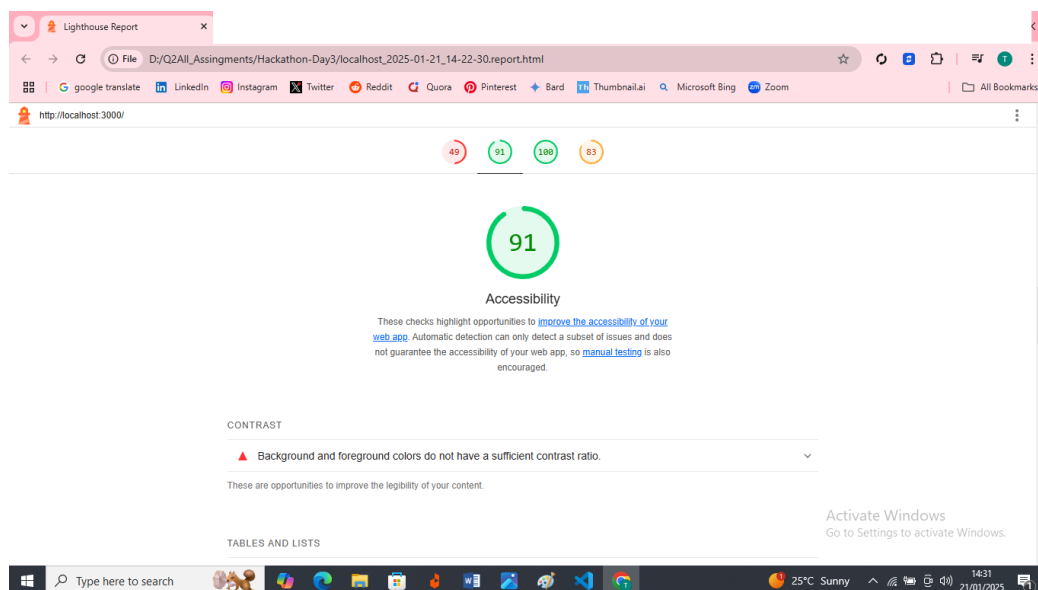 Lighthouse Report
File D:/Q2All_Assingments/Hackathon-Day3/localhost_2025-01-21_14-22-30.report.html
T
google translate LinkedIn Instagram Twitter Reddit Quora Pinterest Bard Th Thumbnail.ai Microsoft Bing zm Zoom All Bookmarks
http://localhost:3000/
49 91 100 83
91
Accessibility
These checks highlight opportunities to improve the accessibility of your
web app. Automatic detection can only detect a subset of issues and does
not guarantee the accessibility of your web app, so manual testing is also
encouraged.
CONTRAST
Background and foreground colors do not have a sufficient contrast ratio.
These are opportunities to improve the legibility of your content.
Activate Windows
Go to Settings to activate Windows.
TABLES AND LISTS
Type here to search
25°C Sunny
14:31
21/01/2025